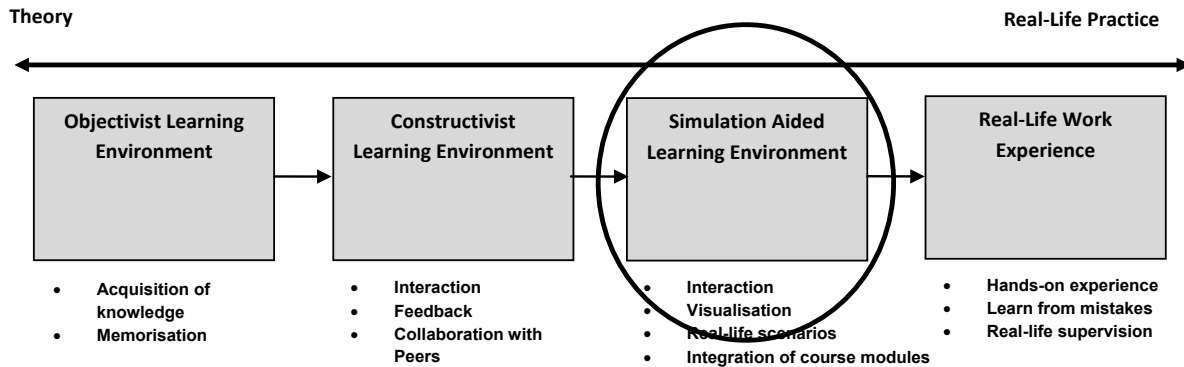 Theory
Real-Life Practice
Objectivist Learning
Environment
Constructivist
Learning Environment
Simulation Aided
Learning Environment
Real-Life Work
Experience
• Acquisition of
knowledge
• Memorisation
• Interaction
• Feedback
• Collaboration with
Peers
• Interaction
• Visualisation
• Real-life scenarios
• Integration of course modules
• Hands-on experience
• Learn from mistakes
• Real-life supervision